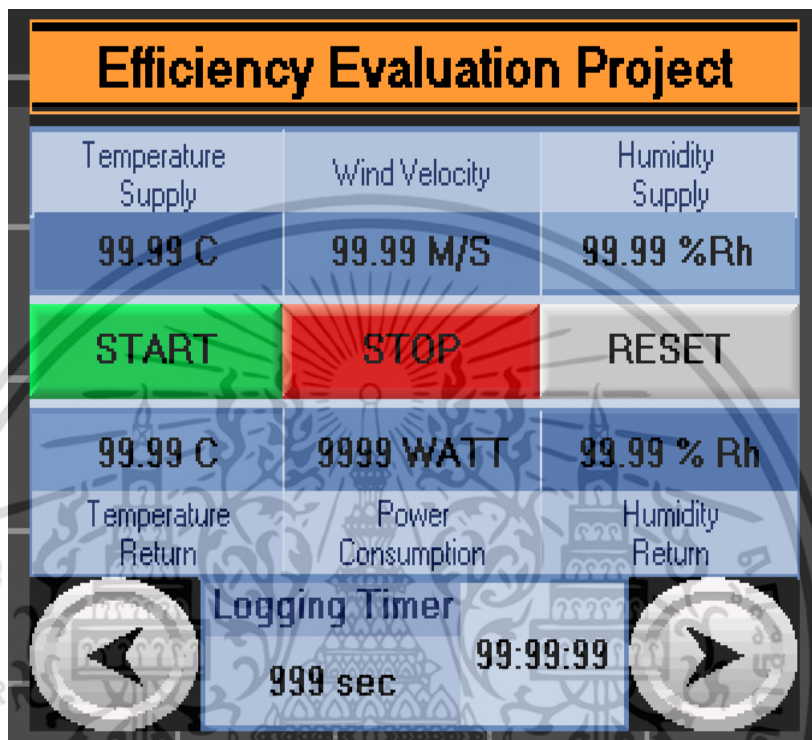 Efficiency Evaluation Project
Temperature
Supply
Wind Velocity
Humidity
Supply
99.99 C
99.99 M/S
99.99 %Rh
START
STOP
RESET
99.99 C
9999 WATT
99.99 % Rh
Temperature
Return
Power
Consumption
Humidity
Return
Logging Timer
999 sec
99:99:99